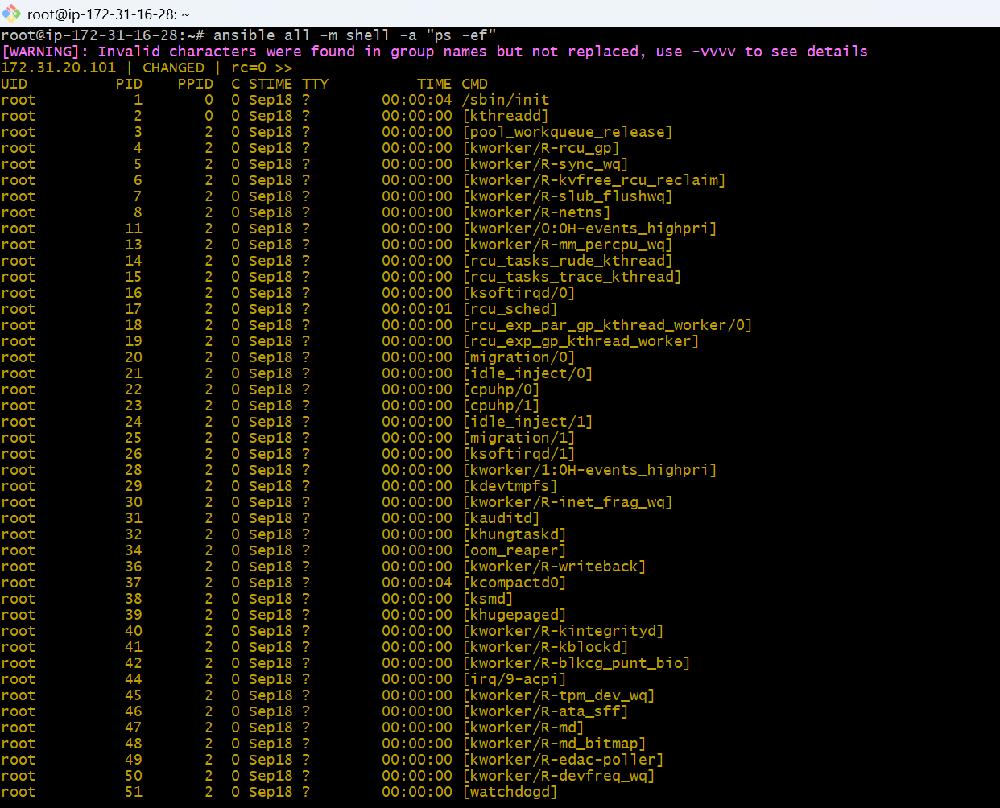 root@ip-172-31-16-28: ~
root@ip-172-31-16-28:~# ansible all -m shell -a "ps -ef"
[WARNING]: Invalid characters were found in group names but not replaced, use -vvvv to see details
172.31.20.101 | CHANGED | rc=0 >>
UID          PID    PPID  C STIME TTY          TIME CMD
root           1       0  0 Sep18 ?        00:00:04 /sbin/init
root           2       0  0 Sep18 ?        00:00:00 [kthreadd]
root           3       2  0 Sep18 ?        00:00:00 [pool_workqueue_release]
root           4       2  0 Sep18 ?        00:00:00 [kworker/R-rcu_gp]
root           5       2  0 Sep18 ?        00:00:00 [kworker/R-sync_wq]
root           6       2  0 Sep18 ?        00:00:00 [kworker/R-kvfree_rcu_reclaim]
root           7       2  0 Sep18 ?        00:00:00 [kworker/R-slub_flushwq]
root           8       2  0 Sep18 ?        00:00:00 [kworker/R-netns]
root          11       2  0 Sep18 ?        00:00:00 [kworker/0:0H-events_highpri]
root          13       2  0 Sep18 ?        00:00:00 [kworker/R-mm_percpu_wq]
root          14       2  0 Sep18 ?        00:00:00 [rcu_tasks_rude_kthread]
root          15       2  0 Sep18 ?        00:00:00 [rcu_tasks_trace_kthread]
root          16       2  0 Sep18 ?        00:00:00 [ksoftirqd/0]
root          17       2  0 Sep18 ?        00:00:01 [rcu_sched]
root          18       2  0 Sep18 ?        00:00:00 [rcu_exp_par_gp_kthread_worker/0]
root          19       2  0 Sep18 ?        00:00:00 [rcu_exp_gp_kthread_worker]
root          20       2  0 Sep18 ?        00:00:00 [migration/0]
root          21       2  0 Sep18 ?        00:00:00 [idle_inject/0]
root          22       2  0 Sep18 ?        00:00:00 [cpuhp/0]
root          23       2  0 Sep18 ?        00:00:00 [cpuhp/1]
root          24       2  0 Sep18 ?        00:00:00 [idle_inject/1]
root          25       2  0 Sep18 ?        00:00:00 [migration/1]
root          26       2  0 Sep18 ?        00:00:00 [ksoftirqd/1]
root          28       2  0 Sep18 ?        00:00:00 [kworker/1:0H-events_highpri]
root          29       2  0 Sep18 ?        00:00:00 [kdevtmpfs]
root          30       2  0 Sep18 ?        00:00:00 [kworker/R-inet_frag_wq]
root          31       2  0 Sep18 ?        00:00:00 [kauditd]
root          32       2  0 Sep18 ?        00:00:00 [khungtaskd]
root          34       2  0 Sep18 ?        00:00:00 [oom_reaper]
root          36       2  0 Sep18 ?        00:00:00 [kworker/R-writeback]
root          37       2  0 Sep18 ?        00:00:04 [kcompactd0]
root          38       2  0 Sep18 ?        00:00:00 [ksmd]
root          39       2  0 Sep18 ?        00:00:00 [khugepaged]
root          40       2  0 Sep18 ?        00:00:00 [kworker/R-kintegrityd]
root          41       2  0 Sep18 ?        00:00:00 [kworker/R-kblockd]
root          42       2  0 Sep18 ?        00:00:00 [kworker/R-blkcg_punt_bio]
root          44       2  0 Sep18 ?        00:00:00 [irq/9-acpi]
root          45       2  0 Sep18 ?        00:00:00 [kworker/R-tpm_dev_wq]
root          46       2  0 Sep18 ?        00:00:00 [kworker/R-ata_sff]
root          47       2  0 Sep18 ?        00:00:00 [kworker/R-md]
root          48       2  0 Sep18 ?        00:00:00 [kworker/R-md_bitmap]
root          49       2  0 Sep18 ?        00:00:00 [kworker/R-edac-poller]
root          50       2  0 Sep18 ?        00:00:00 [kworker/R-devfreq_wq]
root          51       2  0 Sep18 ?        00:00:00 [watchdogd]